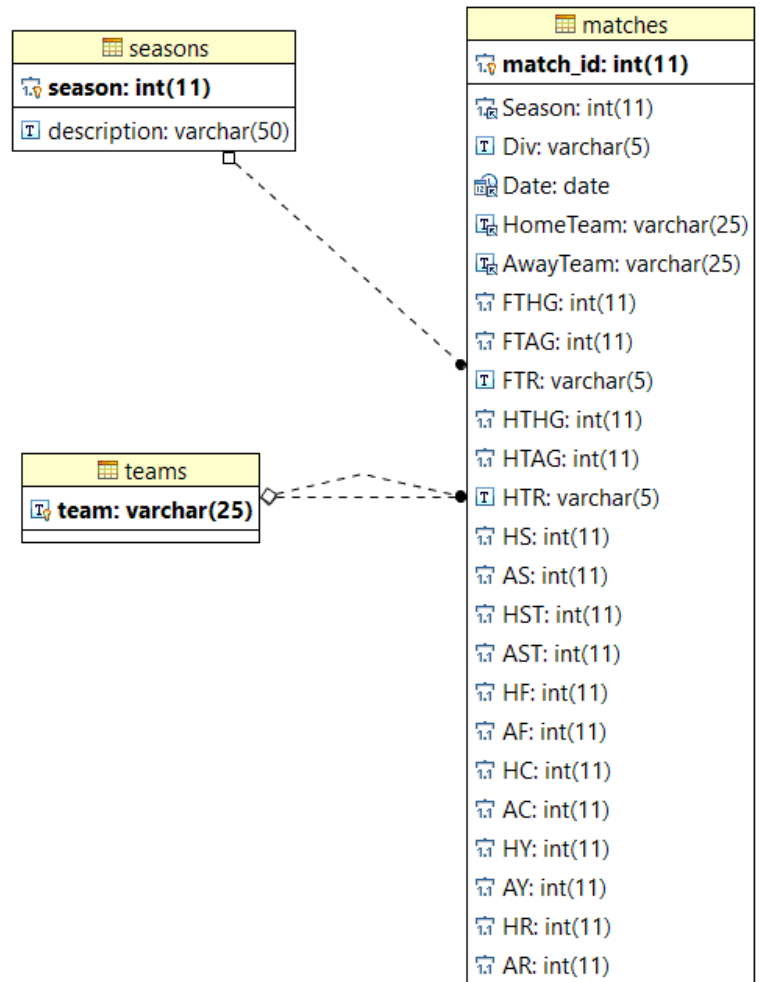 seasons
season: int(11)
description: varchar(50)
teams
team: varchar(25)
matches
match_id: int(11)
Season: int(11)
Div: varchar(5)
Date: date
HomeTeam: varchar(25)
AwayTeam: varchar(25)
FTHG: int(11)
FTAG: int(11)
FTR: varchar(5)
HTHG: int(11)
HTAG: int(11)
HTR: varchar(5)
HS: int(11)
AS: int(11)
HST: int(11)
AST: int(11)
HF: int(11)
AF: int(11)
HC: int(11)
AC: int(11)
HY: int(11)
AY: int(11)
HR: int(11)
AR: int(11)